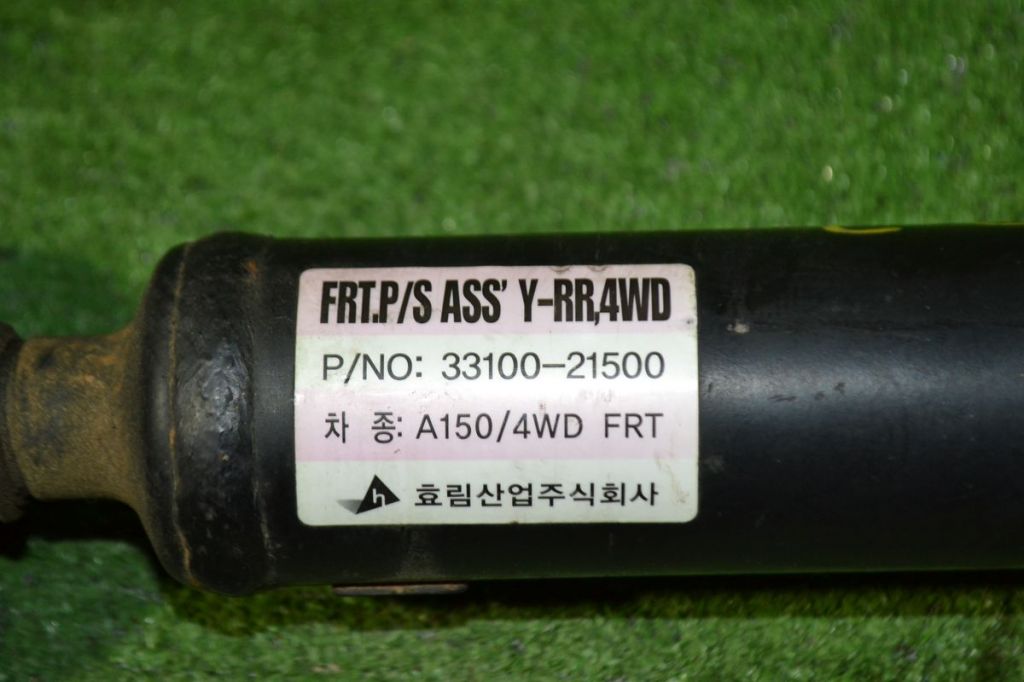 FRT.P/S ASS' Y-RR,4WD
P/NO: 33100-21500
차 종: A150/4WD FRT
h 효림산업주식회사